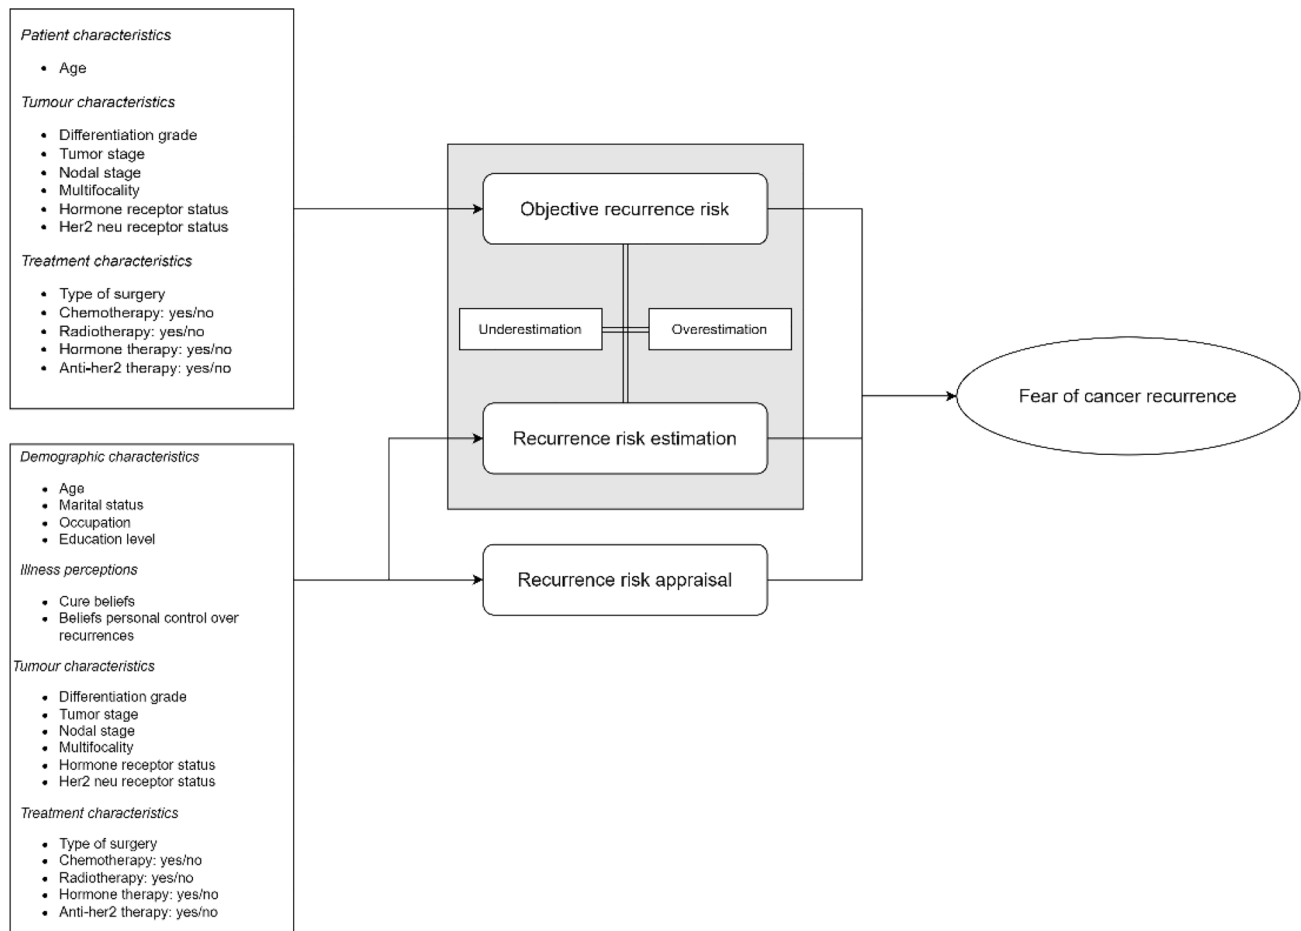 Patient characteristics
Age
Tumour characteristics
Differentiation grade
Tumor stage
Nodal stage
Multifocality
Hormone receptor status
Her2 neu receptor status
Treatment characteristics
Type of surgery
Chemotherapy: yes/no
Radiotherapy: yes/no
Hormone therapy: yes/no
Anti-her2 therapy: yes/no
Demographic characteristics
Age
Marital status
Occupation
Education level
Illness perceptions
Cure beliefs
Beliefs personal control over
recurrences
Tumour characteristics
Differentiation grade
Tumor stage
Nodal stage
Multifocality
Hormone receptor status
Her2 neu receptor status
Treatment characteristics
Type of surgery
Chemotherapy: yes/no
Radiotherapy: yes/no
Hormone therapy: yes/no
Anti-her2 therapy: yes/no
Objective recurrence risk
Underestimation
Overestimation
Recurrence risk estimation
Recurrence risk appraisal
Fear of cancer recurrence